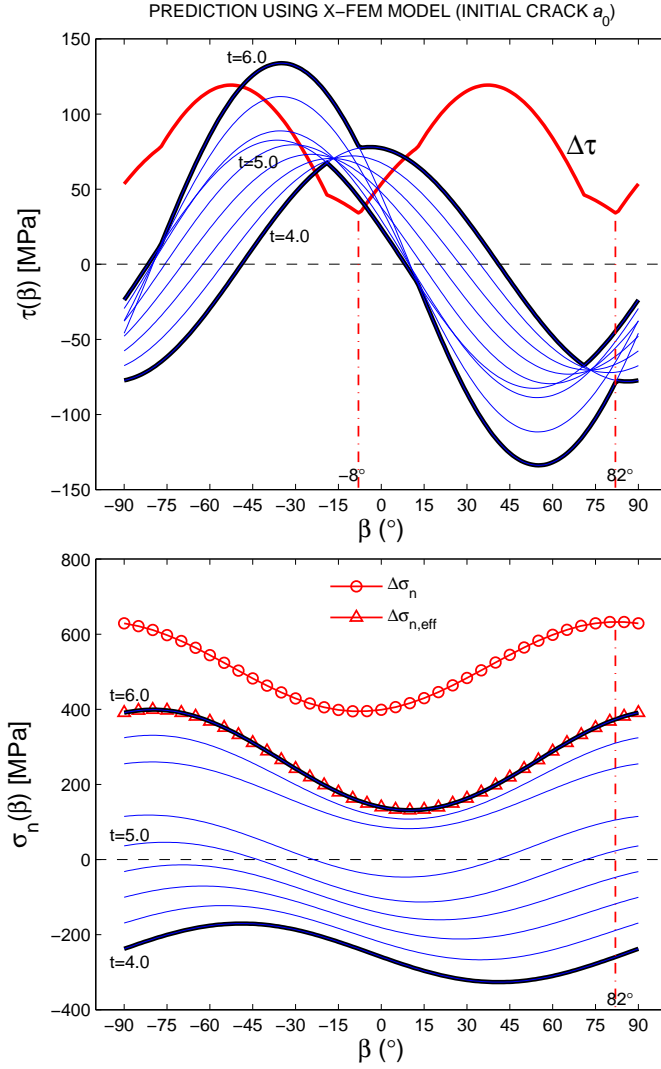 PREDICTION USING X−FEM MODEL (INITIAL CRACK a₀)
150
100
50
0
−50
−100
−150
τ(β) [MPa]
t=6.0
t=5.0
t=4.0
Δτ
−8°
82°
−90 −75 −60 −45 −30 −15 0 15 30 45 60 75 90
β (°)
800
600
400
200
0
−200
−400
σₙ(β) [MPa]
Δσₙ
Δσₙ,eff
t=6.0
t=5.0
t=4.0
82°
−90 −75 −60 −45 −30 −15 0 15 30 45 60 75 90
β (°)